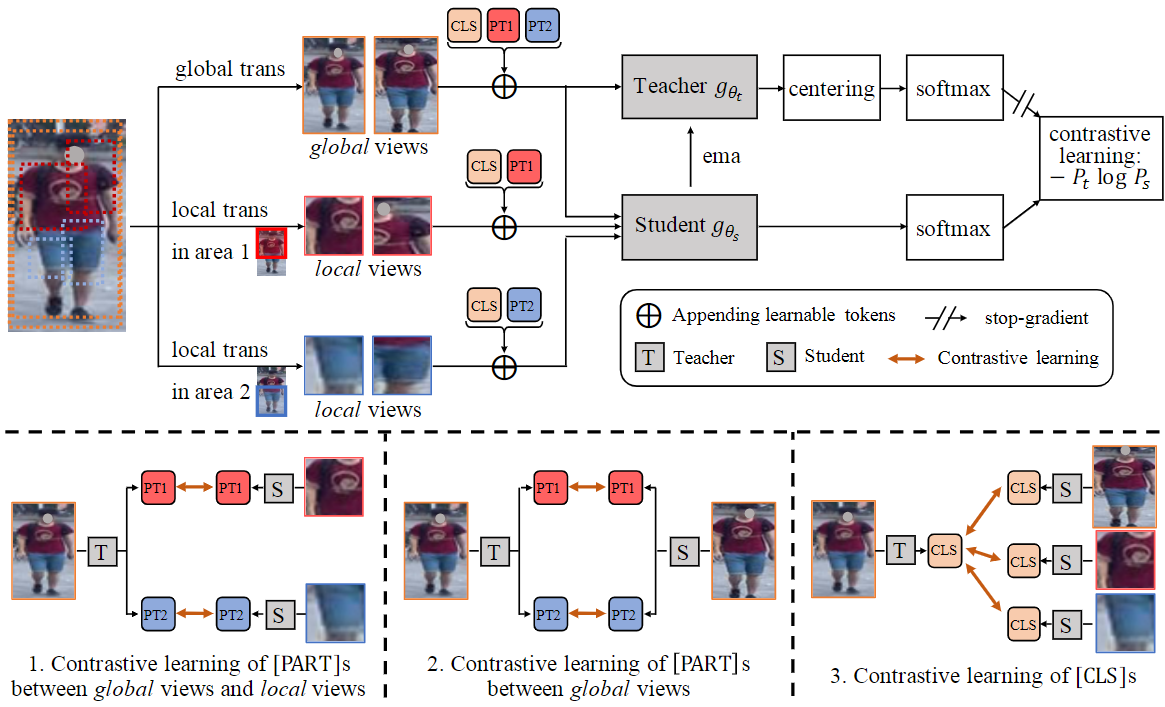 CLS PT1 PT2
global trans
global views
Teacher gθt
centering
softmax
contrastive
learning:
− Pt log Ps
ema
CLS PT1
local trans
in area 1
local views
Student gθs
softmax
CLS PT2
local trans
in area 2
local views
Appending learnable tokens
stop-gradient
T Teacher
S Student
Contrastive learning
PT1 PT1 S
T
PT2 PT2 S
1. Contrastive learning of [PART]s
between global views and local views
PT1 PT1
T S
PT2 PT2
2. Contrastive learning of [PART]s
between global views
CLS S
T CLS
CLS S
CLS S
3. Contrastive learning of [CLS]s